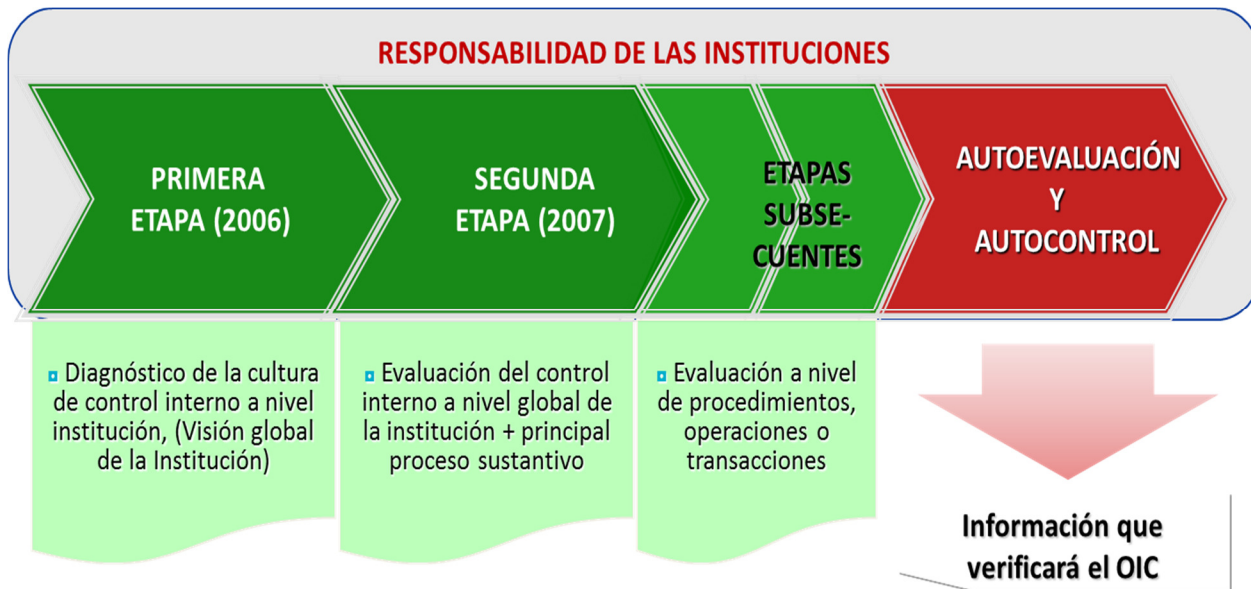 RESPONSABILIDAD DE LAS INSTITUCIONES
PRIMERA
ETAPA (2006)
SEGUNDA
ETAPA (2007)
ETAPAS
SUBSE-
CUENTES
AUTOEVALUACIÓN
Y
AUTOCONTROL
Diagnóstico de la cultura
de control interno a nivel
institución, (Visión global
de la Institución)
Evaluación del control
interno a nivel global de
la institución + principal
proceso sustantivo
Evaluación a nivel
de procedimientos,
operaciones o
transacciones
Información que
verificará el OIC